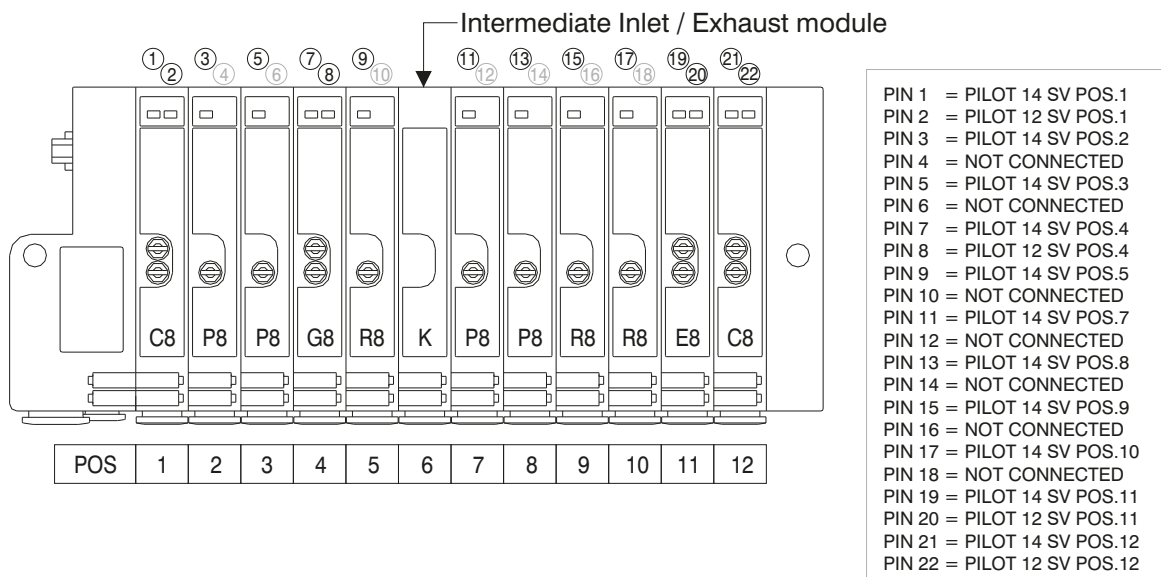 Intermediate Inlet / Exhaust module
1 3 5 7 9 11 13 15 17 19 21
2 4 6 8 10 12 14 16 18 20 22
C8 P8 P8 G8 R8 K P8 P8 R8 R8 E8 C8
POS 1 2 3 4 5 6 7 8 9 10 11 12
PIN 1 = PILOT 14 SV POS.1
PIN 2 = PILOT 12 SV POS.1
PIN 3 = PILOT 14 SV POS.2
PIN 4 = NOT CONNECTED
PIN 5 = PILOT 14 SV POS.3
PIN 6 = NOT CONNECTED
PIN 7 = PILOT 14 SV POS.4
PIN 8 = PILOT 12 SV POS.4
PIN 9 = PILOT 14 SV POS.5
PIN 10 = NOT CONNECTED
PIN 11 = PILOT 14 SV POS.7
PIN 12 = NOT CONNECTED
PIN 13 = PILOT 14 SV POS.8
PIN 14 = NOT CONNECTED
PIN 15 = PILOT 14 SV POS.9
PIN 16 = NOT CONNECTED
PIN 17 = PILOT 14 SV POS.10
PIN 18 = NOT CONNECTED
PIN 19 = PILOT 14 SV POS.11
PIN 20 = PILOT 12 SV POS.11
PIN 21 = PILOT 14 SV POS.12
PIN 22 = PILOT 12 SV POS.12